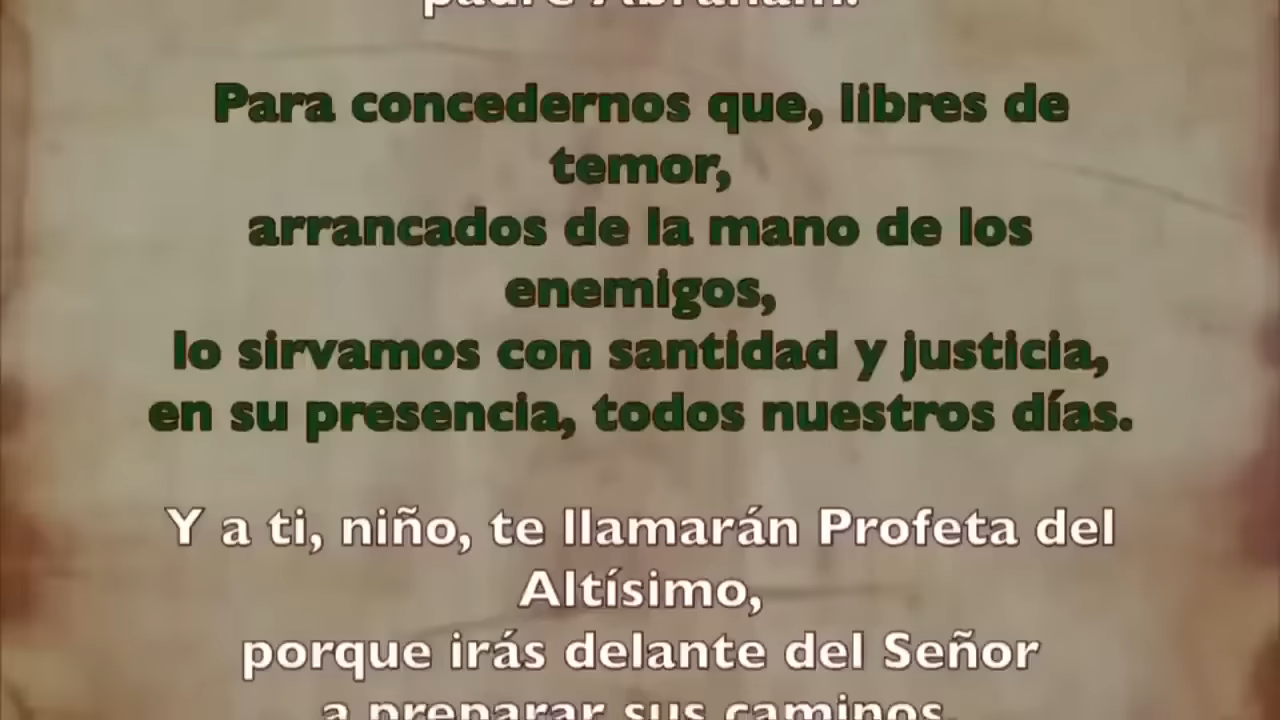 padre Abraham.
Para concedernos que, libres de
temor,
arrancados de la mano de los
enemigos,
lo sirvamos con santidad y justicia,
en su presencia, todos nuestros días.
Y a ti, niño, te llamarán Profeta del
Altísimo,
porque irás delante del Señor
a preparar sus caminos,